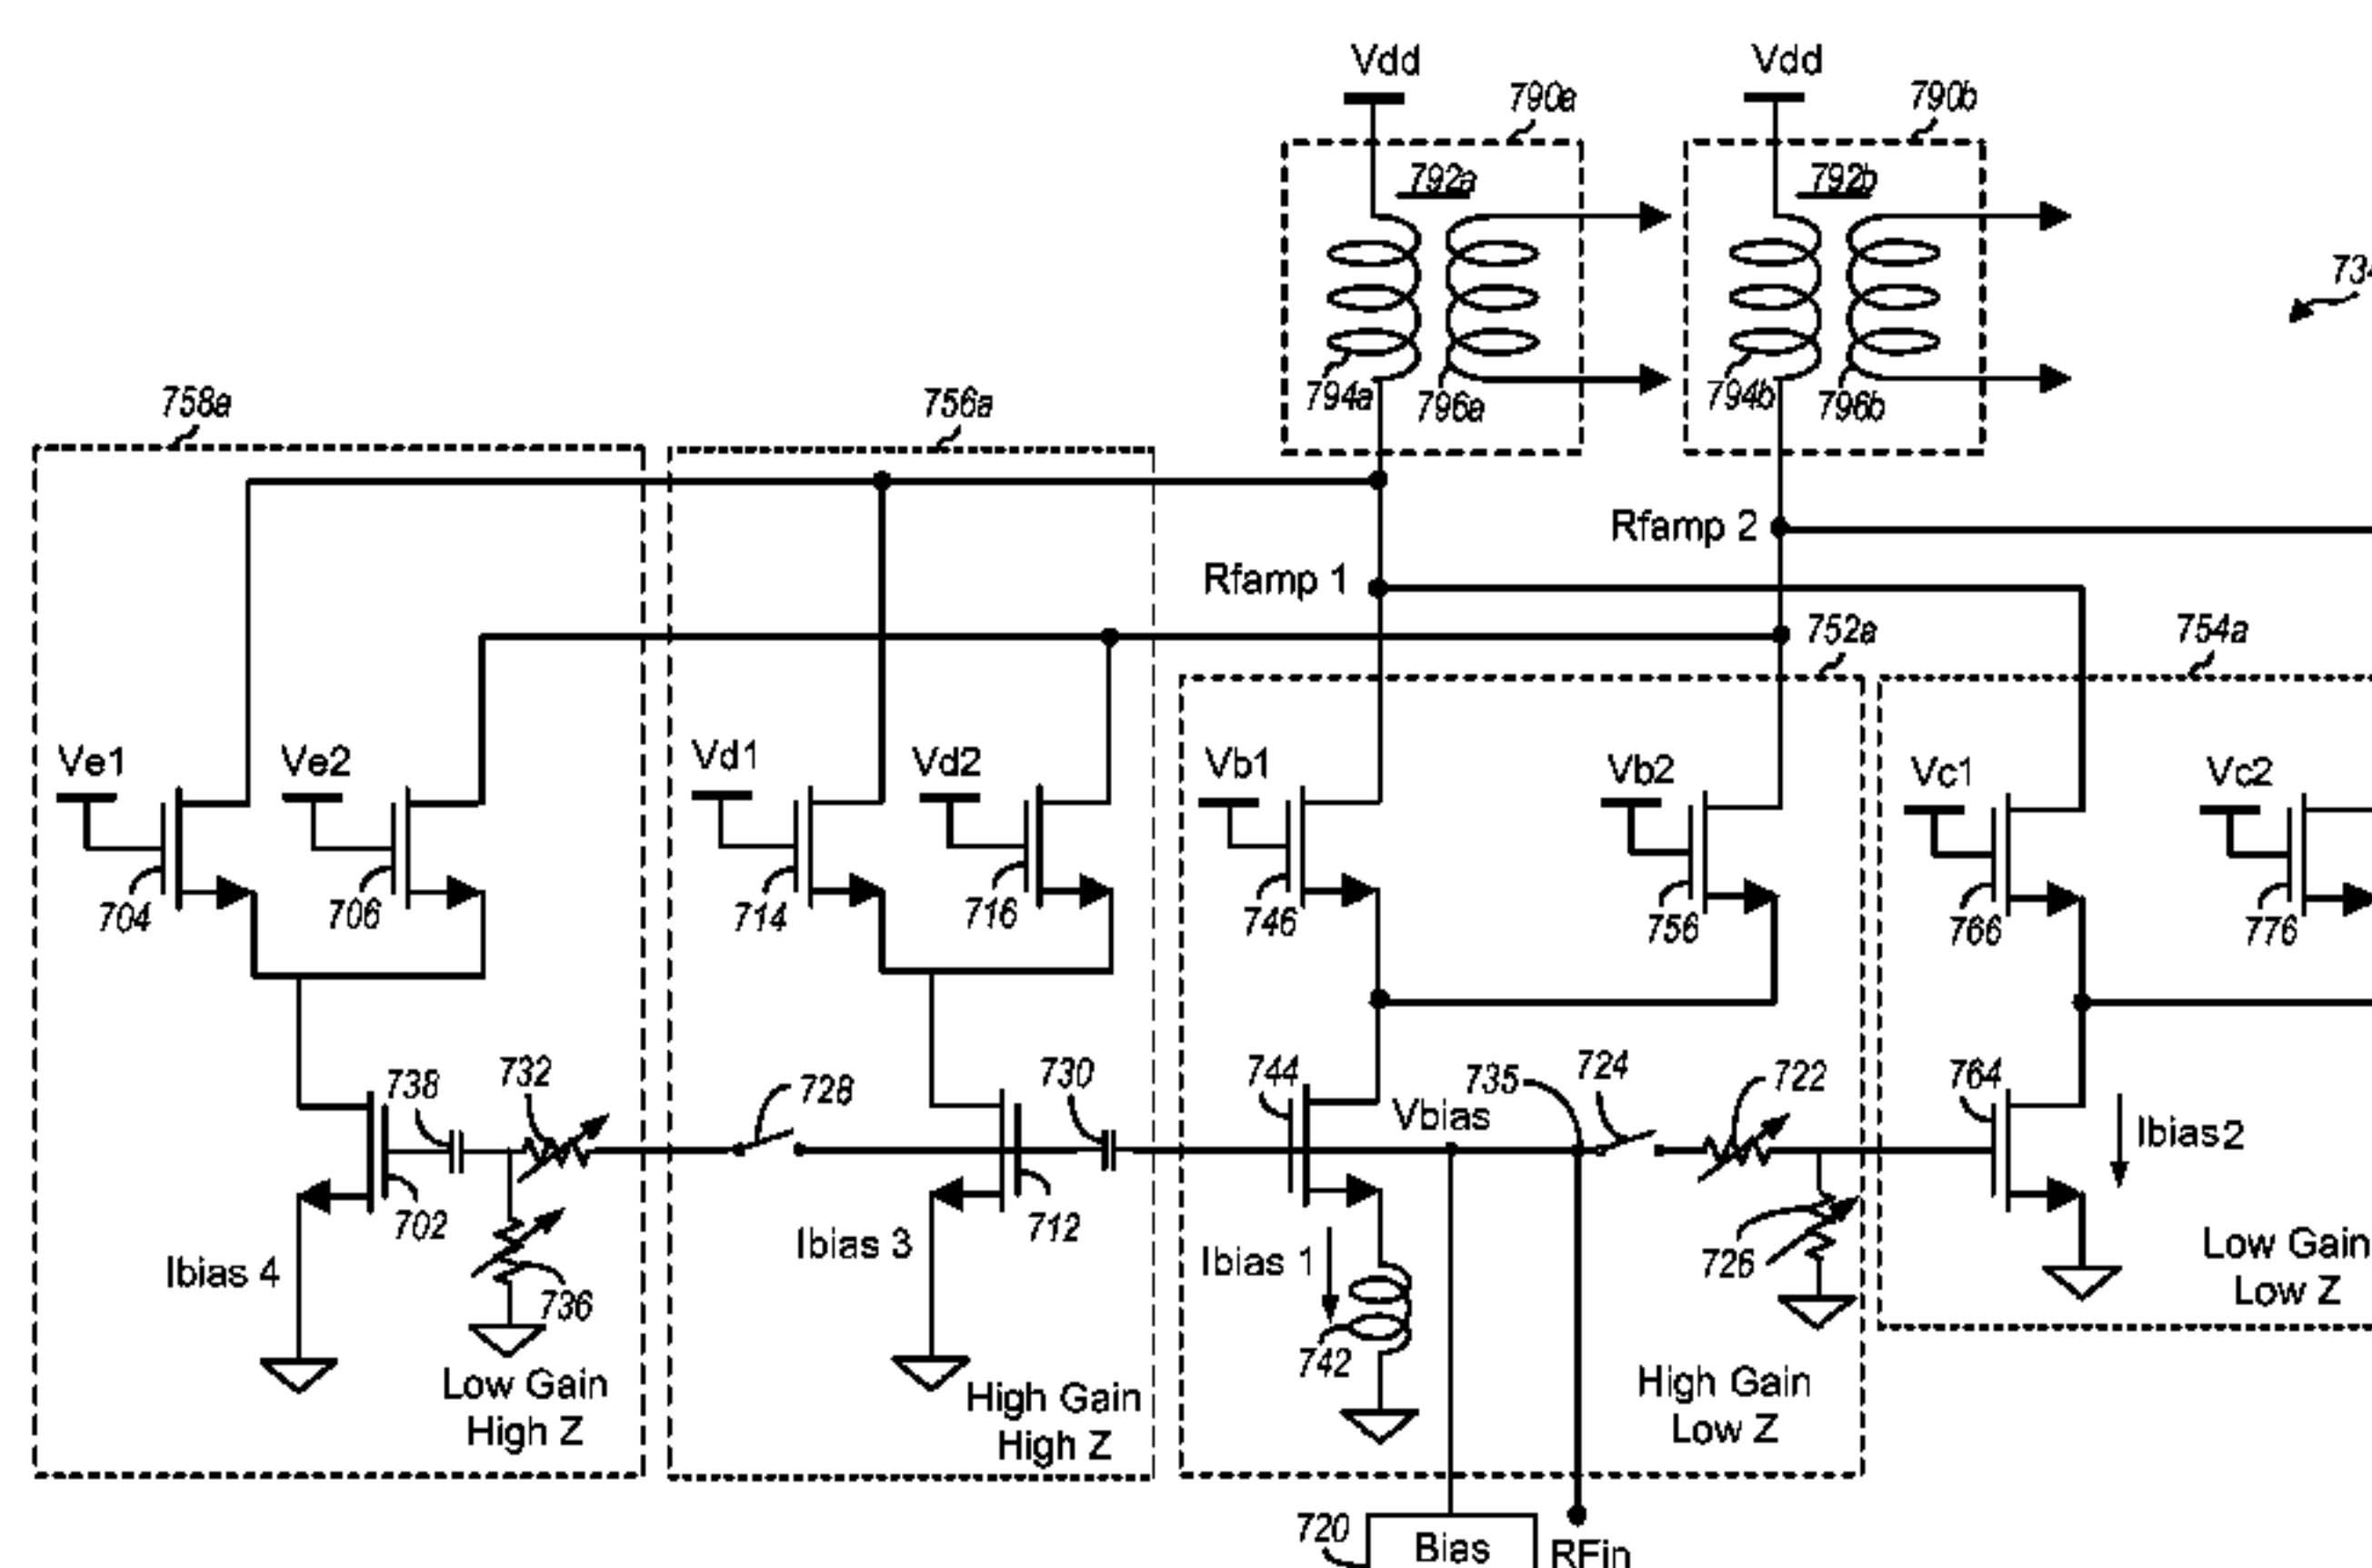 Vdd
Vdd
790a
790b
792a
792b
794a
796a
794b
796b
758a
756a
Rfamp 2
Rfamp 1
752a
754a
Ve1
Ve2
Vd1
Vd2
Vb1
Vb2
Vc1
Vc2
704
706
714
716
746
756
766
776
738
732
728
730
744
Vbias
735
724
722
764
Ibias2
702
Ibias 4
736
Ibias 3
712
Ibias 1
742
726
Low Gain
High Z
High Gain
High Z
High Gain
Low Z
Low Gain
Low Z
720
Bias
RFin